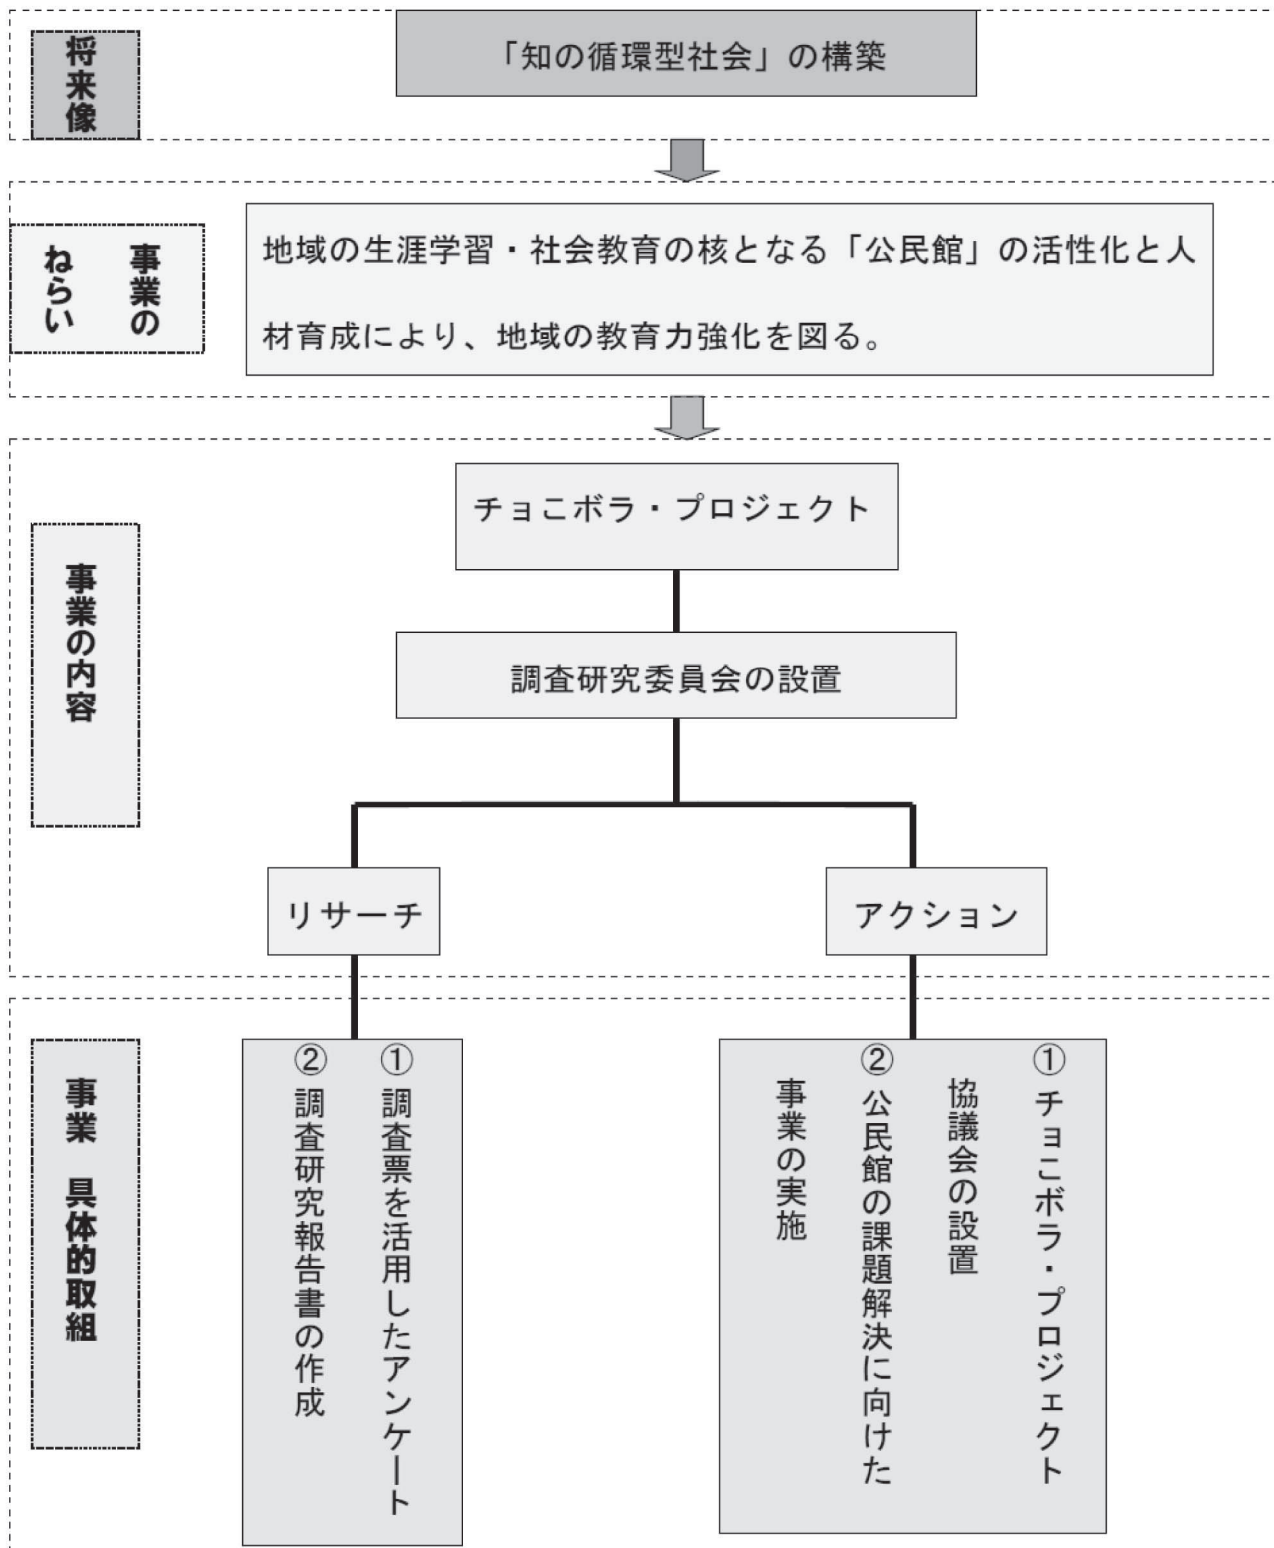 将来像
「知の循環型社会」の構築
事業の
ねらい
地域の生涯学習・社会教育の核となる「公民館」の活性化と人
材育成により、地域の教育力強化を図る。
事業の内容
チョこボラ・プロジェクト
調査研究委員会の設置
リサーチ
アクション
事業　具体的取組
①調査票を活用したアンケート
②調査研究報告書の作成
①チョこボラ・プロジェクト
協議会の設置
②公民館の課題解決に向けた
事業の実施